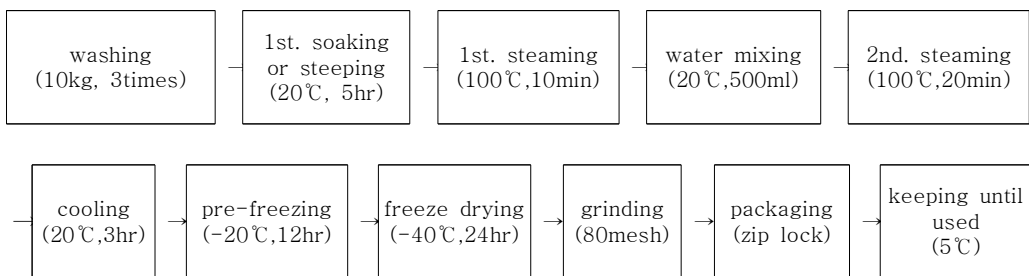 washing
(10kg, 3times)
1st. soaking
or steeping
(20℃, 5hr)
1st. steaming
(100℃,10min)
water mixing
(20℃,500ml)
2nd. steaming
(100℃,20min)
cooling
(20℃,3hr)
pre-freezing
(-20℃,12hr)
freeze drying
(-40℃,24hr)
grinding
(80mesh)
packaging
(zip lock)
keeping until
used
(5℃)